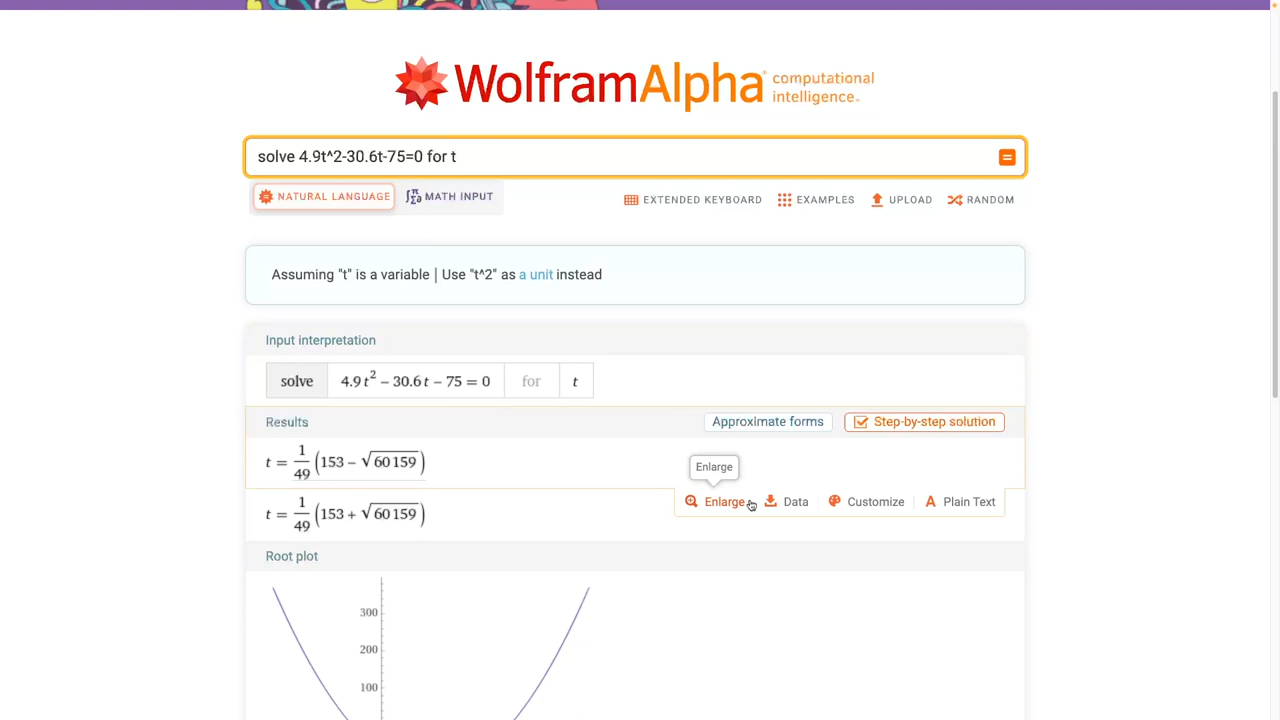 WolframAlpha computational intelligence.
solve 4.9t^2-30.6t-75=0 for t
NATURAL LANGUAGE
MATH INPUT
EXTENDED KEYBOARD
EXAMPLES
UPLOAD
RANDOM
Assuming "t" is a variable | Use "t^2" as a unit instead
Input interpretation
solve 4.9 t² − 30.6 t − 75 = 0 for t
Results
Approximate forms
Step-by-step solution
t = 1/49 (153 − √60159)
Enlarge
Enlarge
Data
Customize
A Plain Text
t = 1/49 (153 + √60159)
Root plot
300
200
100